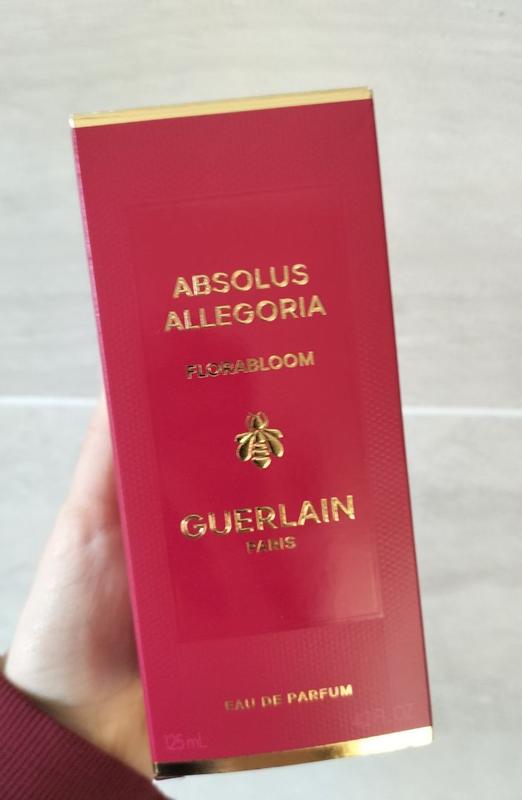 ABSOLUS
ALLEGORIA
FLORABLOOM
GUERLAIN
PARIS
EAU DE PARFUM
125 mL